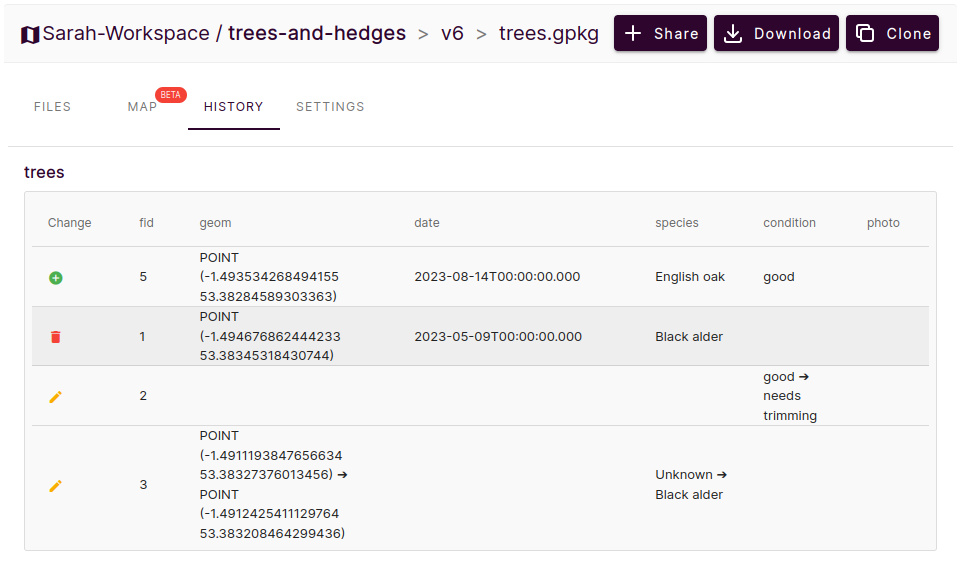 Sarah-Workspace / trees-and-hedges > v6 > trees.gpkg Share Download Clone
FILES MAP BETA HISTORY SETTINGS
trees
Change fid geom date species condition photo
POINT
5 (-1.493534268494155 2023-08-14T00:00:00.000 English oak good
53.38284589303363)
POINT
1 (-1.494676862444233 2023-05-09T00:00:00.000 Black alder
53.38345318430744)
good ➔
2 needs
trimming
POINT
(-1.4911193847656634
53.38327376013456) ➔ Unknown ➔
3 POINT Black alder
(-1.4912425411129764
53.383208464299436)